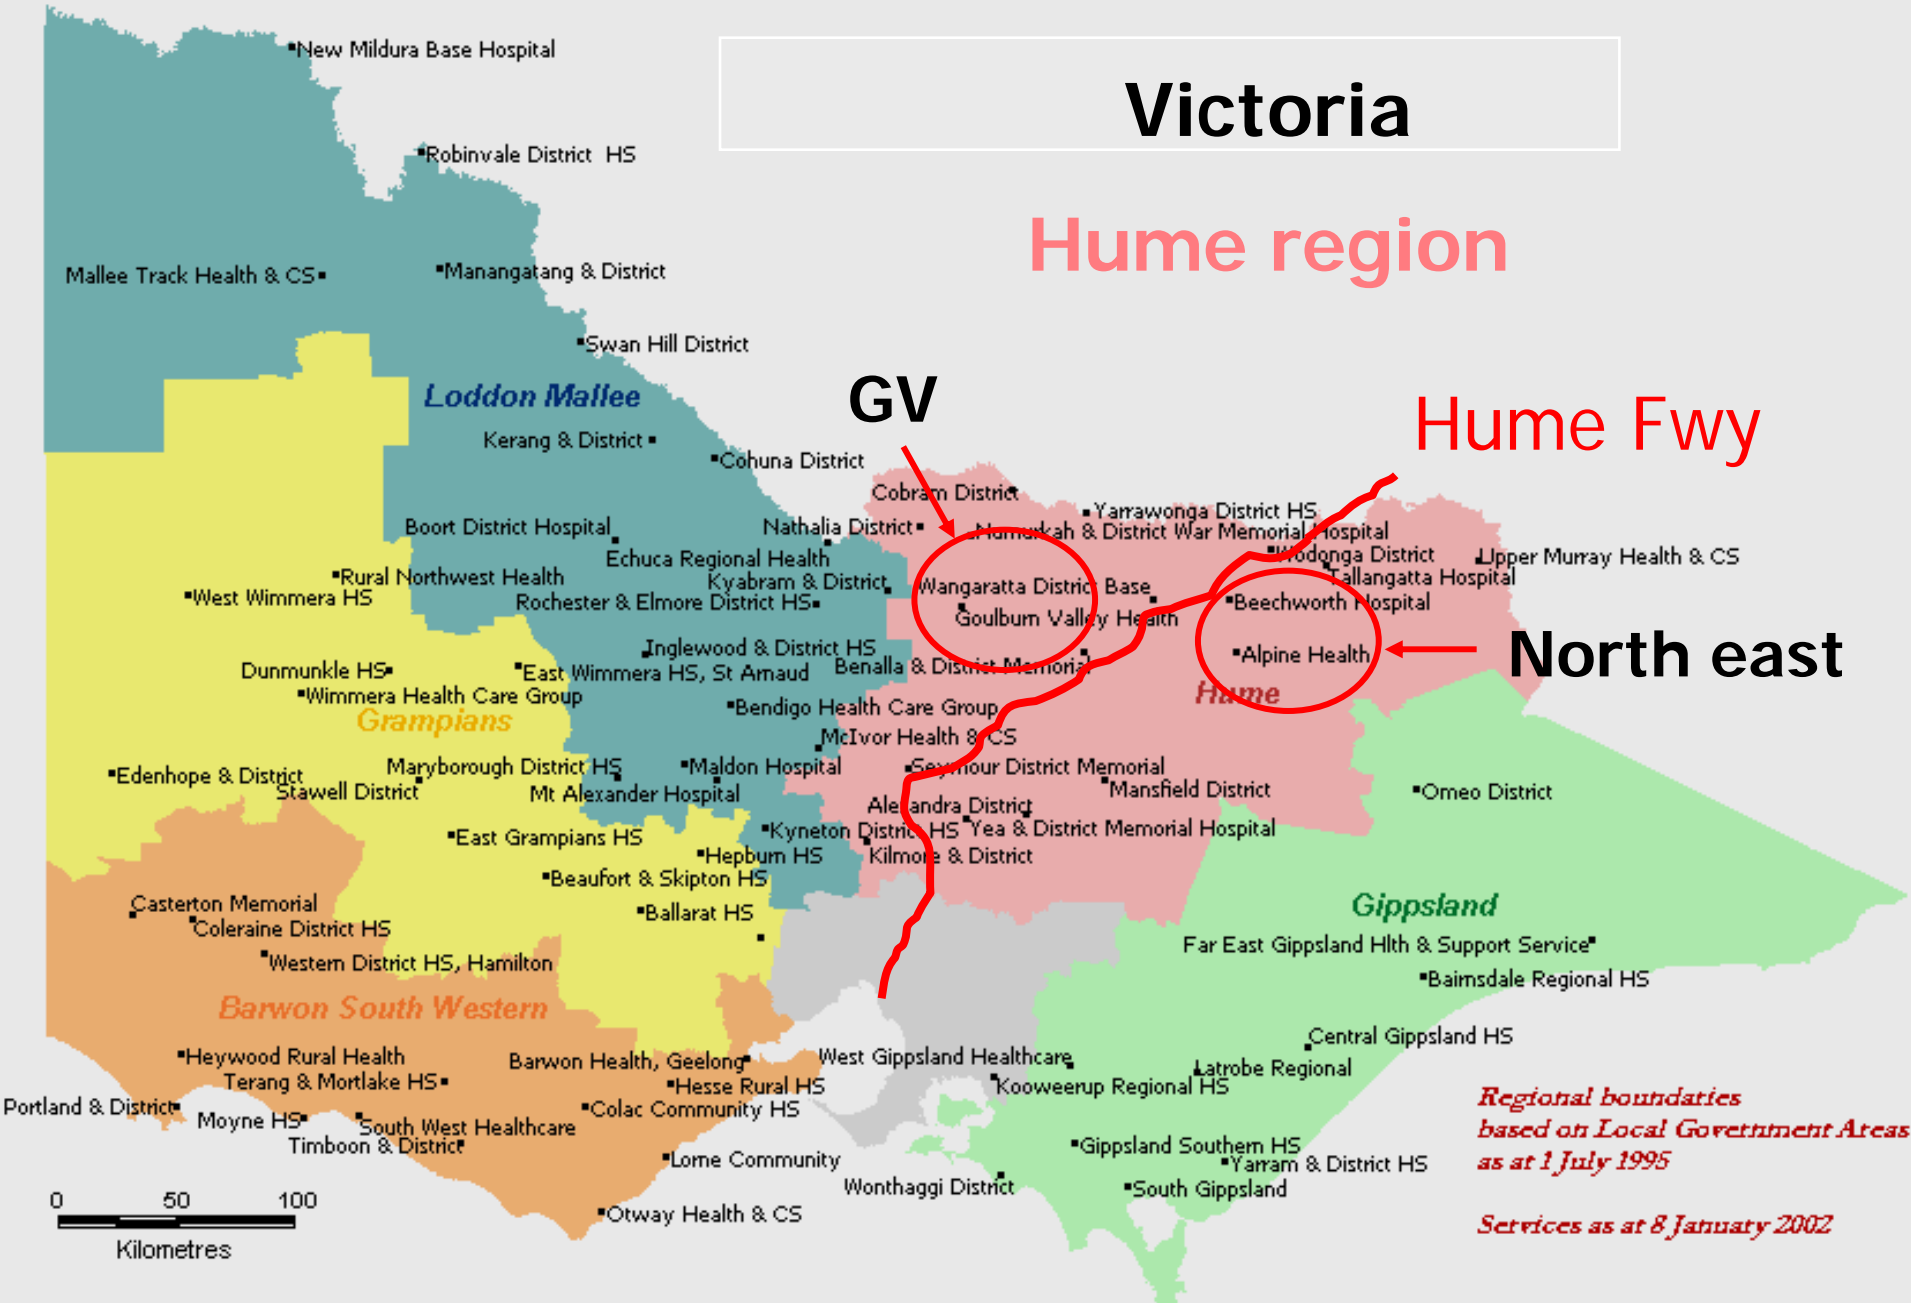 New Mildura Base Hospital
Victoria
Robinvale District HS
Hume region
Mallee Track Health & CS
Manangatang & District
Swan Hill District
Loddon Mallee
GV
Hume Fwy
Kerang & District
Cohuna District
Cobram District
Yarrawonga District HS
Boort District Hospital
Nathalia District
Numurkah & District War Memorial Hospital
Echuca Regional Health
Wodonga District
Upper Murray Health & CS
Rural Northwest Health
Kyabram & District
Wangaratta District Base
Tallangatta Hospital
West Wimmera HS
Rochester & Elmore District HS
Beechworth Hospital
Goulburn Valley Health
Inglewood & District HS
Alpine Health
North east
Dunmunkle HS
East Wimmera HS, St Arnaud
Benalla & District Memorial
Wimmera Health Care Group
Hume
Bendigo Health Care Group
Grampians
McIvor Health & CS
Edenhope & District
Maryborough District HS
Maldon Hospital
Seymour District Memorial
Stawell District
Mt Alexander Hospital
Mansfield District
Omeo District
Alexandra District
East Grampians HS
Kyneton District HS
Yea & District Memorial Hospital
Hepburn HS
Kilmore & District
Beaufort & Skipton HS
Casterton Memorial
Ballarat HS
Gippsland
Coleraine District HS
Far East Gippsland Hlth & Support Service
Western District HS, Hamilton
Bairnsdale Regional HS
Barwon South Western
Central Gippsland HS
Heywood Rural Health
Barwon Health, Geelong
West Gippsland Healthcare
Latrobe Regional
Terang & Mortlake HS
Hesse Rural HS
Kooweerup Regional HS
Portland & District
Colac Community HS
Moyne HS
South West Healthcare
Timboon & District
Gippsland Southern HS
Lorne Community
Yarram & District HS
Wonthaggi District
South Gippsland
Otway Health & CS
Regional boundaries
based on Local Government Areas
as at 1 July 1995
Services as at 8 January 2002
0 50 100
Kilometres